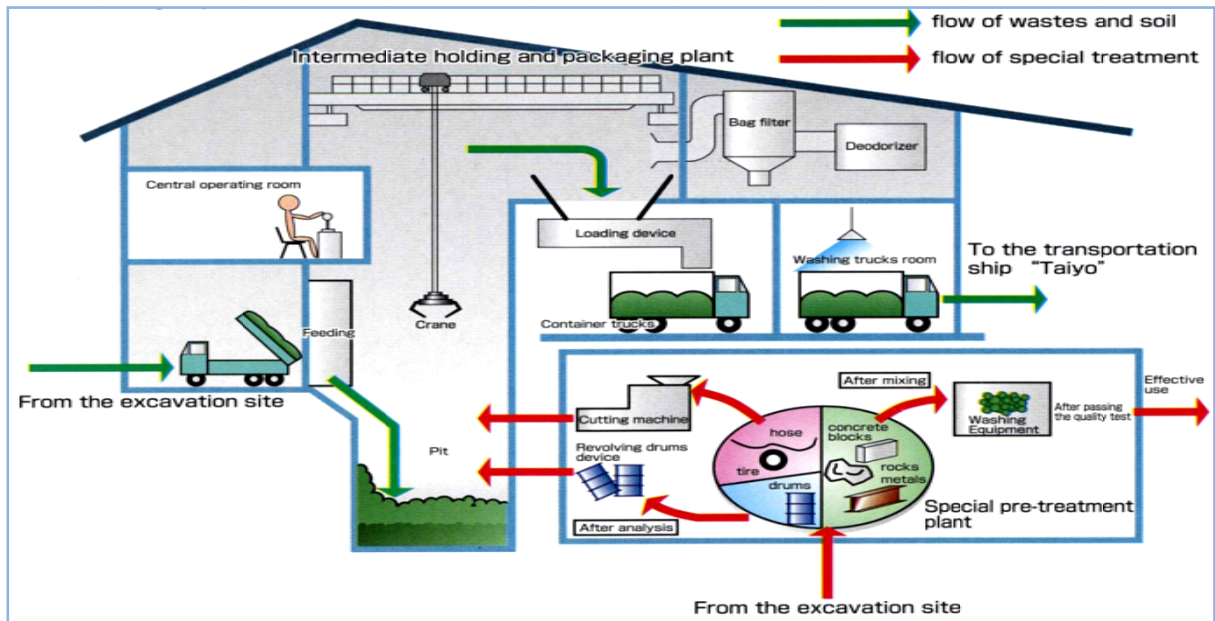 flow of wastes and soil
flow of special treatment
Intermediate holding and packaging plant
Bag filter
Deodorizer
Central operating room
Loading device
Washing trucks room
To the transportation
ship "Taiyo"
Crane
Feeding
Container trucks
From the excavation site
Pit
Cutting machine
Revolving drums
device
After analysis
hose
tire
drums
concrete
blocks
rocks
metals
After mixing
Washing
Equipment
After passing
the quality test
Effective
use
Special pre-treatment
plant
From the excavation site